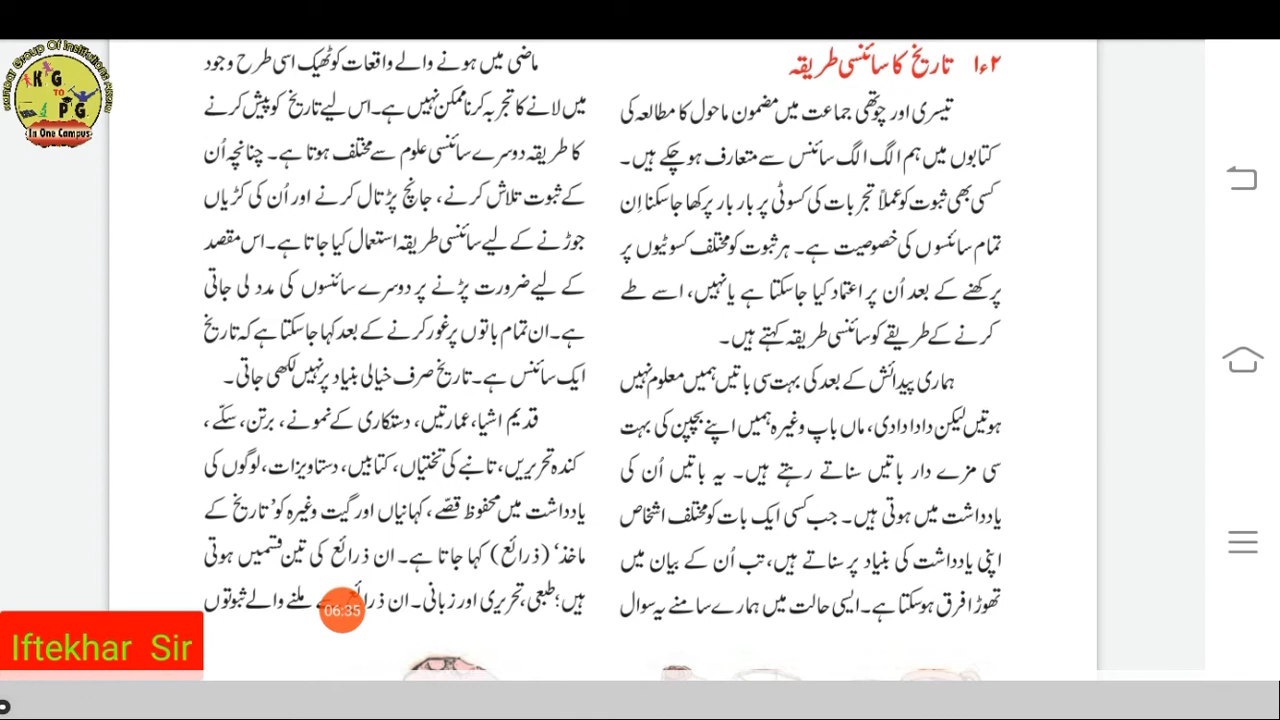 ۱ء۲ تاریخ کا سائنسی طریقہ
تیسری اور چوتھی جماعت میں مضمون ماحول کا مطالعہ کی
کتابوں میں ہم الگ الگ سائنس سے متعارف ہو چکے ہیں۔
کسی بھی ثبوت کو عملاً تجربات کی کسوٹی پر بار بار پرکھا جاسکنا اِن
تمام سائنسوں کی خصوصیت ہے۔ ہر ثبوت کو مختلف کسوٹیوں پر
پرکھنے کے بعد اُن پر اعتماد کیا جاسکتا ہے یا نہیں، اسے طے
کرنے کے طریقے کو سائنسی طریقہ کہتے ہیں۔
ہماری پیدائش کے بعد کی بہت سی باتیں ہمیں معلوم نہیں
ہوتیں لیکن دادا دادی، ماں باپ وغیرہ ہمیں اپنے بچپن کی بہت
سی مزے دار باتیں سناتے رہتے ہیں۔ یہ باتیں اُن کی
یادداشت میں ہوتی ہیں۔ جب کسی ایک بات کو مختلف اشخاص
اپنی یادداشت کی بنیاد پر سناتے ہیں، تب اُن کے بیان میں
تھوڑا فرق ہوسکتا ہے۔ ایسی حالت میں ہمارے سامنے یہ سوال
ماضی میں ہونے والے واقعات کو ٹھیک اسی طرح وجود
میں لانے کا تجربہ کرنا ممکن نہیں ہے۔ اس لیے تاریخ کو پیش کرنے
کا طریقہ دوسرے سائنسی علوم سے مختلف ہوتا ہے۔ چنانچہ اُن
کے ثبوت تلاش کرنے، جانچ پڑتال کرنے اور اُن کی کڑیاں
جوڑنے کے لیے سائنسی طریقہ استعمال کیا جاتا ہے۔ اس مقصد
کے لیے ضرورت پڑنے پر دوسرے سائنسوں کی مدد لی جاتی
ہے۔ ان تمام باتوں پر غور کرنے کے بعد کہا جاسکتا ہے کہ تاریخ
ایک سائنس ہے۔ تاریخ صرف خیالی بنیاد پر نہیں لکھی جاتی۔
قدیم اشیا، عمارتیں، دستکاری کے نمونے، برتن، سکّے،
کندہ تحریریں، تانبے کی تختیاں، کتابیں، دستاویزات، لوگوں کی
یادداشت میں محفوظ قصّے، کہانیاں اور گیت وغیرہ کو ’تاریخ کے
ماخذ‘ (ذرائع) کہا جاتا ہے۔ ان ذرائع کی تین قسمیں ہوتی
ہیں؛ طبعی، تحریری اور زبانی۔ ان ملنے والے ثبوتوں
06:35
K G
TO
P G
In One Campus
Iftekhar Sir